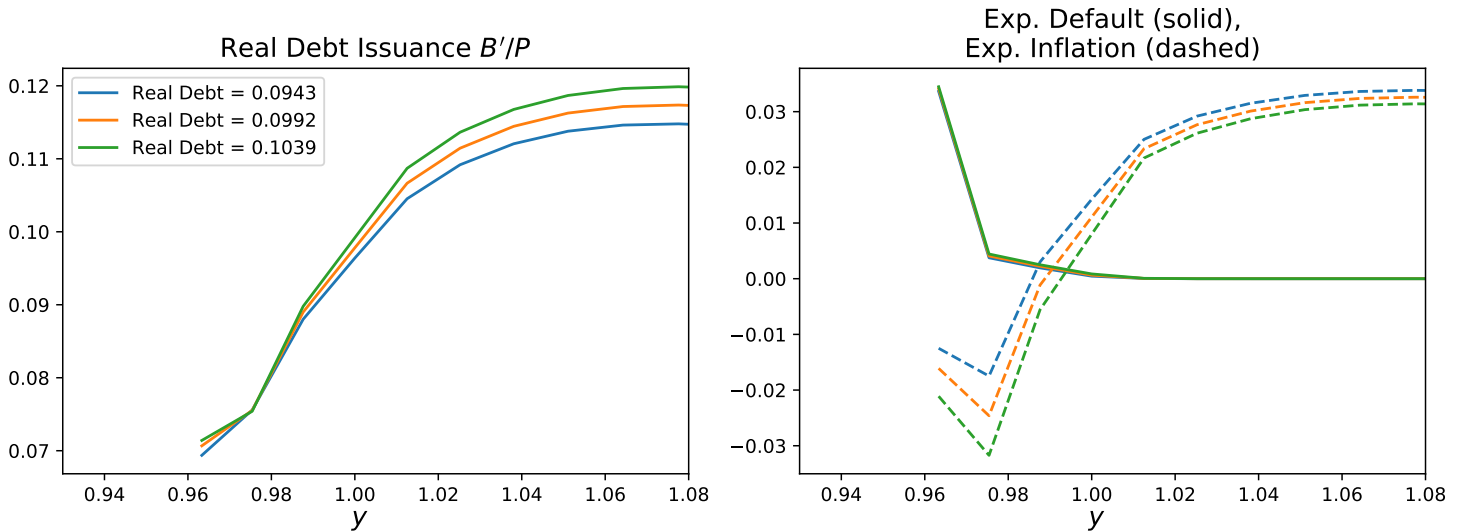 Real Debt Issuance B′/P
0.12
0.11
0.10
0.09
0.08
0.07
Real Debt = 0.0943
Real Debt = 0.0992
Real Debt = 0.1039
0.94 0.96 0.98 1.00 1.02 1.04 1.06 1.08
y
Exp. Default (solid),
Exp. Inflation (dashed)
0.03
0.02
0.01
0.00
−0.01
−0.02
−0.03
0.94 0.96 0.98 1.00 1.02 1.04 1.06 1.08
y